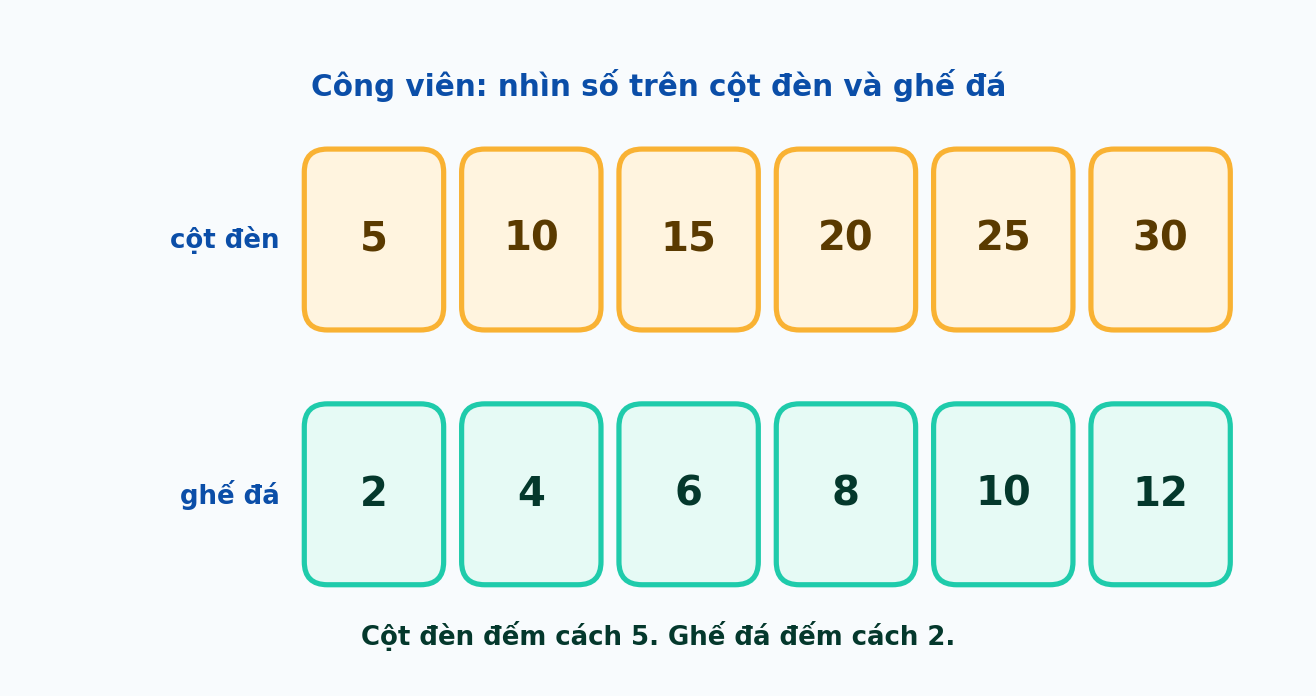 Công viên: nhìn số trên cột đèn và ghế đá
cột đèn 5 10 15 20 25 30
ghế đá 2 4 6 8 10 12
Cột đèn đếm cách 5. Ghế đá đếm cách 2.